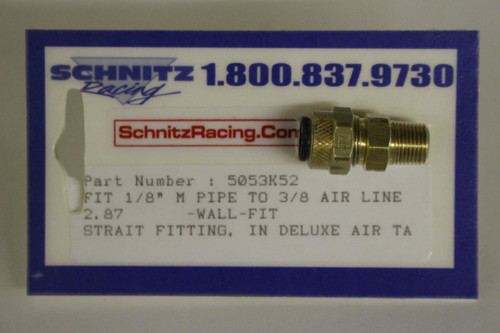 SCHNITZ 1.800.837.9730
Racing
SchnitzRacing.Com
Part Number : 5053K52
FIT 1/8" M PIPE TO 3/8 AIR LINE
2.87 -WALL-FIT
STRAIT FITTING, IN DELUXE AIR TA